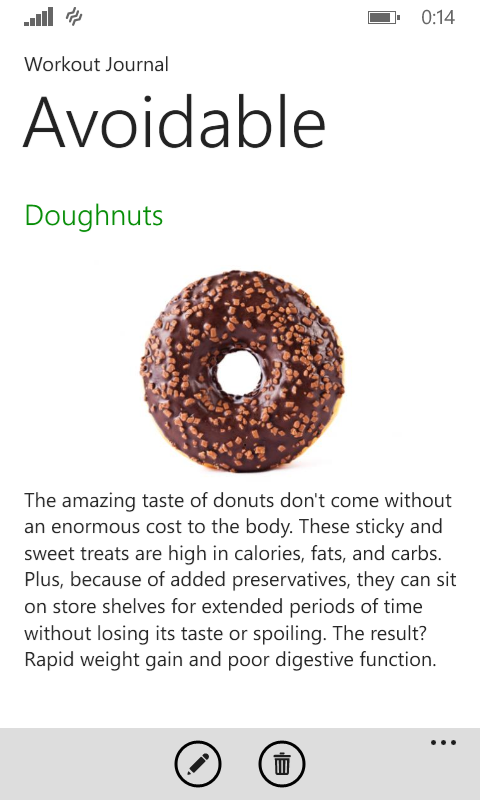 0:14
Workout Journal
Avoidable
Doughnuts
The amazing taste of donuts don't come without
an enormous cost to the body. These sticky and
sweet treats are high in calories, fats, and carbs.
Plus, because of added preservatives, they can sit
on store shelves for extended periods of time
without losing its taste or spoiling. The result?
Rapid weight gain and poor digestive function.